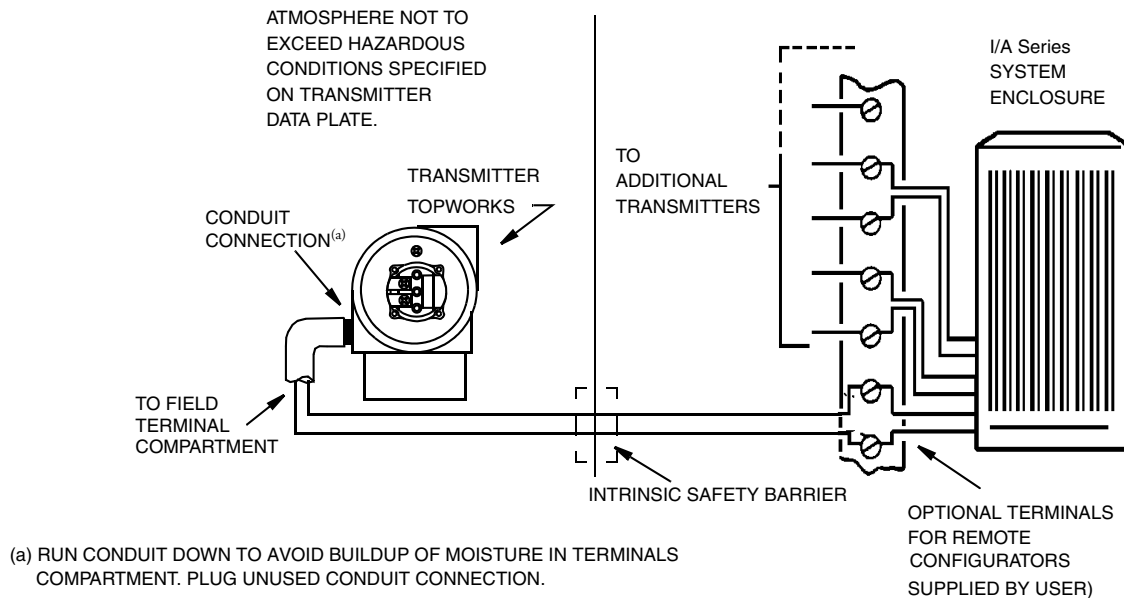 ATMOSPHERE NOT TO
EXCEED HAZARDOUS
CONDITIONS SPECIFIED
ON TRANSMITTER
DATA PLATE.
I/A Series
SYSTEM
ENCLOSURE
TO
ADDITIONAL
TRANSMITTERS
TRANSMITTER
TOPWORKS
CONDUIT
CONNECTION(a)
TO FIELD
TERMINAL
COMPARTMENT
INTRINSIC SAFETY BARRIER
OPTIONAL TERMINALS
FOR REMOTE
CONFIGURATORS
SUPPLIED BY USER)
(a) RUN CONDUIT DOWN TO AVOID BUILDUP OF MOISTURE IN TERMINALS
COMPARTMENT. PLUG UNUSED CONDUIT CONNECTION.